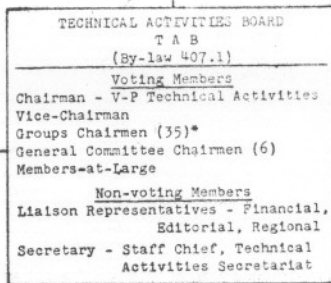 TECHNICAL ACTIVITIES BOARD
T A B
(By-law 407.1)
Voting Members
Chairman - V-P Technical Activities
Vice-Chairman
Groups Chairmen (35)*
General Committee Chairmen (6)
Members-at-Large
Non-voting Members
Liaison Representatives - Financial,
Editorial, Regional
Secretary - Staff Chief, Technical
Activities Secretariat